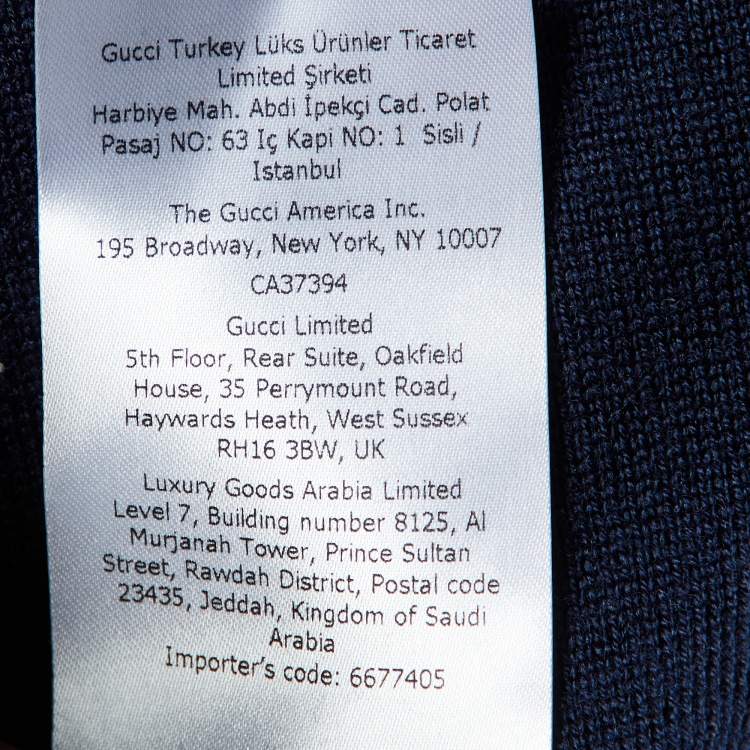 Gucci Turkey Lüks Ürünler Ticaret
Limited Şirketi
Harbiye Mah. Abdi İpekçi Cad. Polat
Pasaj NO: 63 Iç Kapi NO: 1 Sisli /
Istanbul
The Gucci America Inc.
195 Broadway, New York, NY 10007
CA37394
Gucci Limited
5th Floor, Rear Suite, Oakfield
House, 35 Perrymount Road,
Haywards Heath, West Sussex
RH16 3BW, UK
Luxury Goods Arabia Limited
Level 7, Building number 8125, Al
Murjanah Tower, Prince Sultan
Street, Rawdah District, Postal code
23435, Jeddah, Kingdom of Saudi
Arabia
Importer's code: 6677405